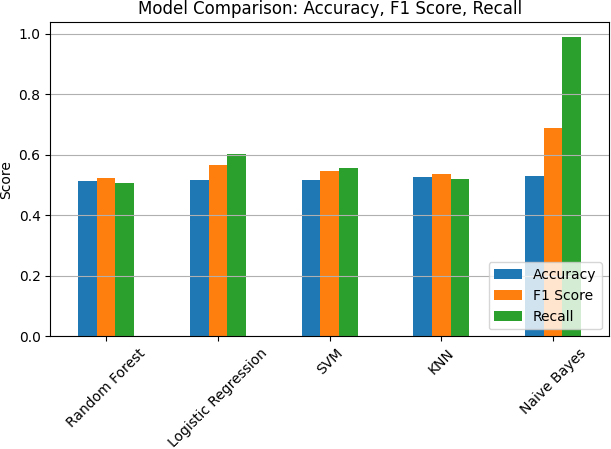 Model Comparison: Accuracy, F1 Score, Recall
1.0
0.8
0.6
0.4
0.2
0.0
Score
Accuracy
F1 Score
Recall
Random Forest
Logistic Regression
SVM
KNN
Naive Bayes